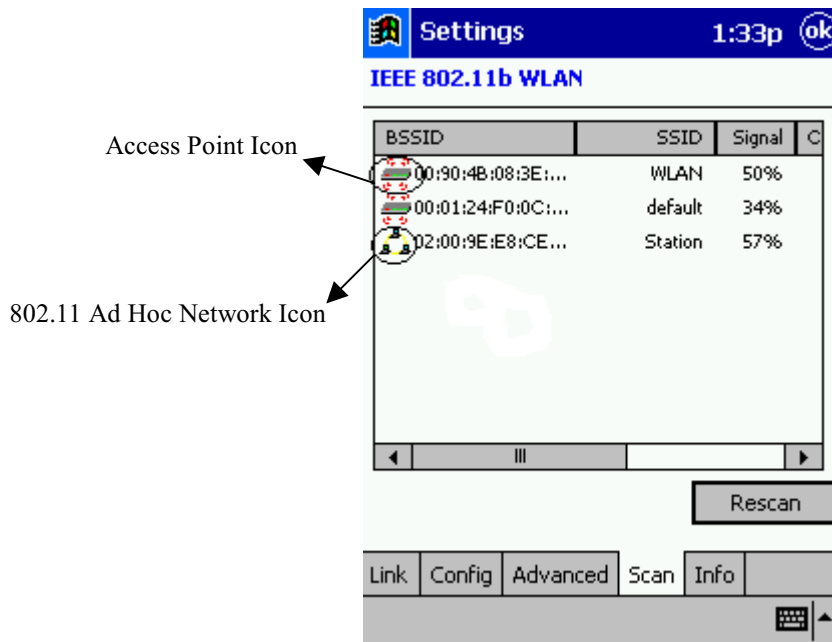 Settings 1:33p ok
IEEE 802.11b WLAN
BSSID SSID Signal C
Access Point Icon
00:90:4B:08:3E:... WLAN 50%
00:01:24:F0:0C:... default 34%
02:00:9E:E8:CE... Station 57%
802.11 Ad Hoc Network Icon
Rescan
Link Config Advanced Scan Info